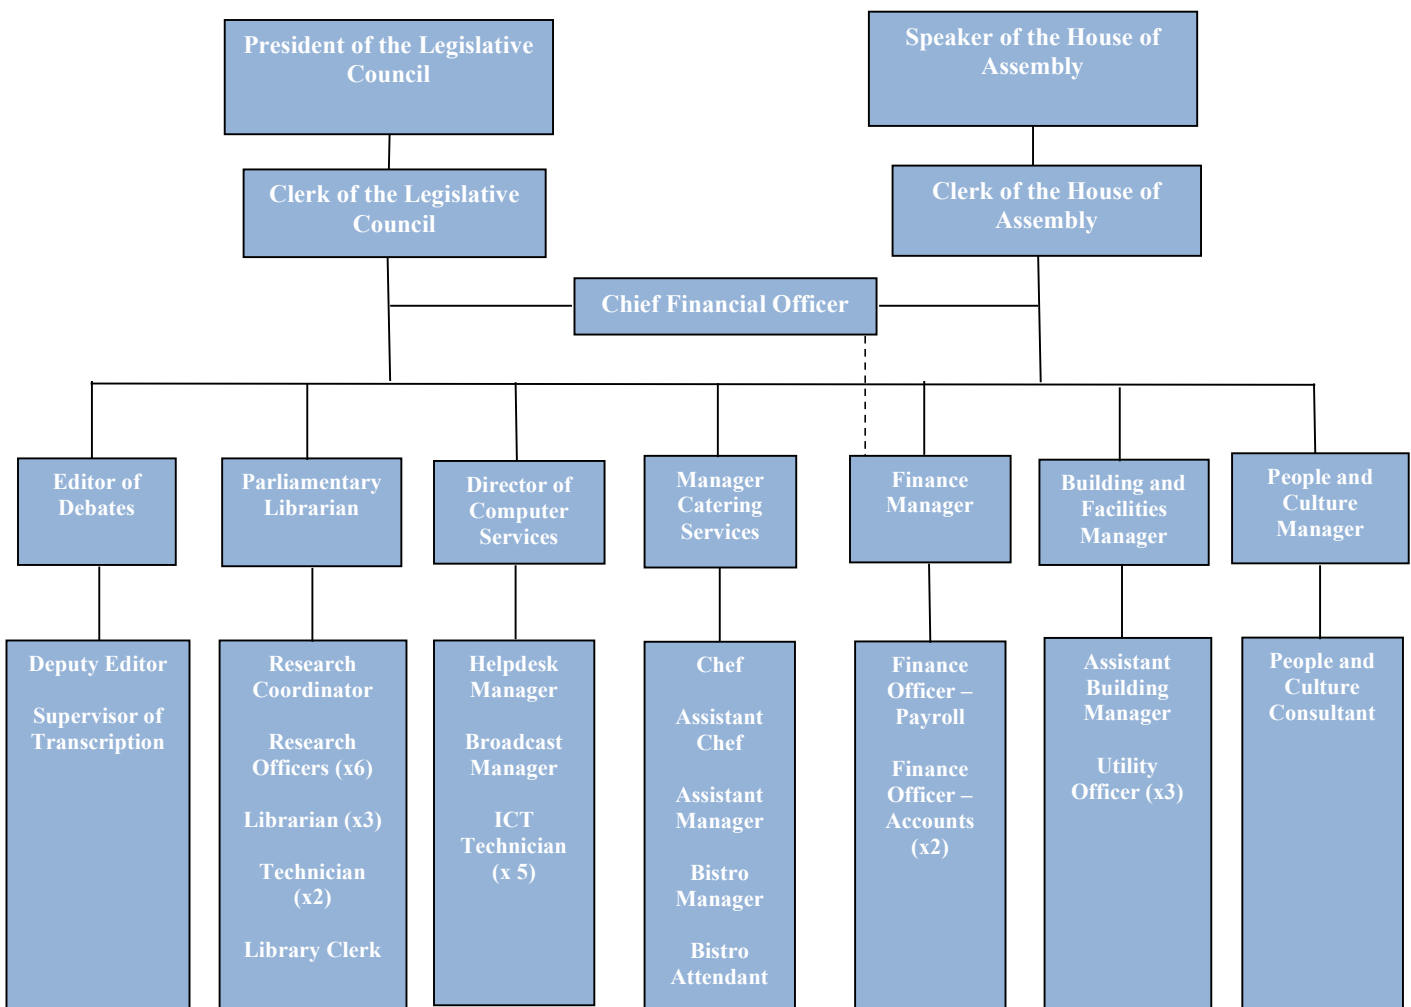 President of the Legislative
Council
Speaker of the House of
Assembly
Clerk of the Legislative
Council
Clerk of the House of
Assembly
Chief Financial Officer
Editor of
Debates
Parliamentary
Librarian
Director of
Computer
Services
Manager
Catering
Services
Finance
Manager
Building and
Facilities
Manager
People and
Culture
Manager
Deputy Editor
Supervisor of
Transcription
Research
Coordinator
Research
Officers (x6)
Librarian (x3)
Technician
(x2)
Library Clerk
Helpdesk
Manager
Broadcast
Manager
ICT
Technician
(x 5)
Chef
Assistant
Chef
Assistant
Manager
Bistro
Manager
Bistro
Attendant
Finance
Officer –
Payroll
Finance
Officer –
Accounts
(x2)
Assistant
Building
Manager
Utility
Officer (x3)
People and
Culture
Consultant